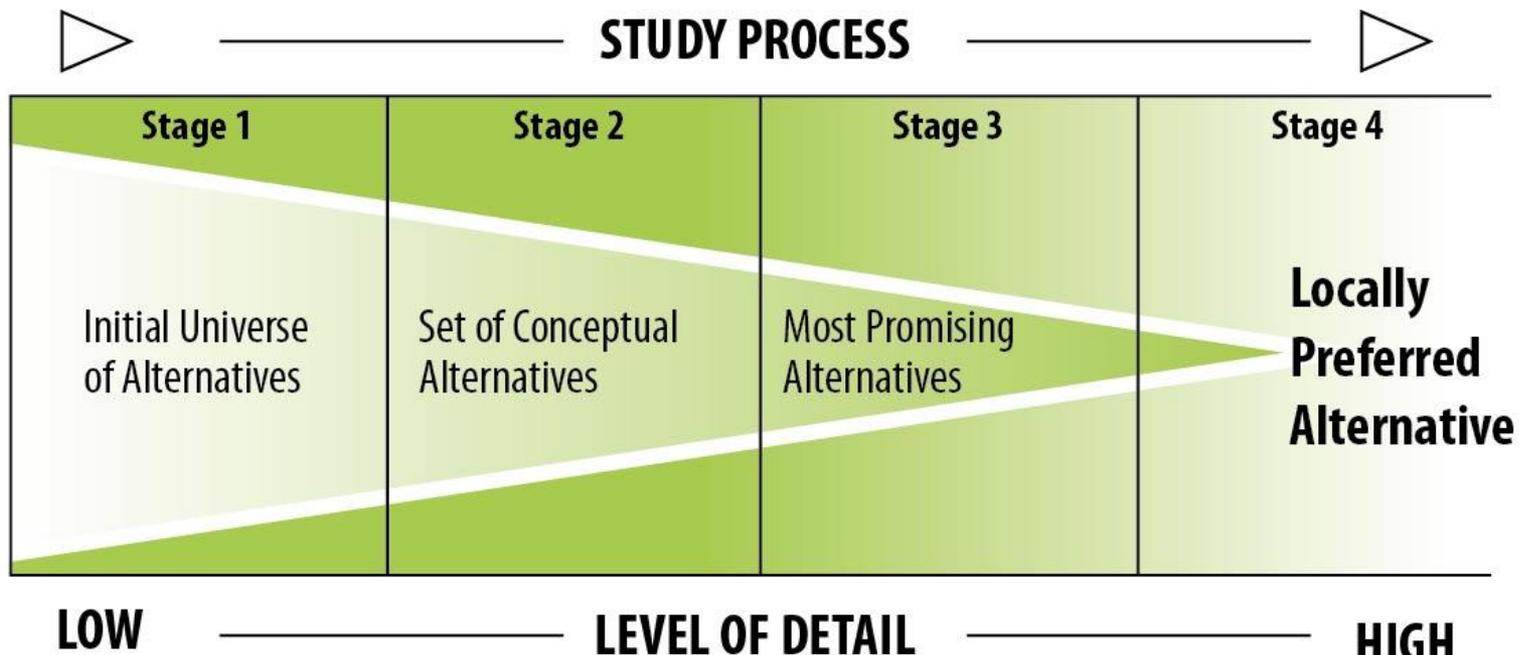 STUDY PROCESS
Stage 1
Stage 2
Stage 3
Stage 4
Initial Universe
of Alternatives
Set of Conceptual
Alternatives
Most Promising
Alternatives
Locally
Preferred
Alternative
LOW
LEVEL OF DETAIL
HIGH